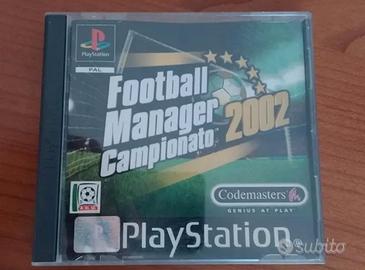 PlayStation
PAL
Football
Manager
Campionato
2002
Codemasters
GENIUS AT PLAY
PlayStation
subito